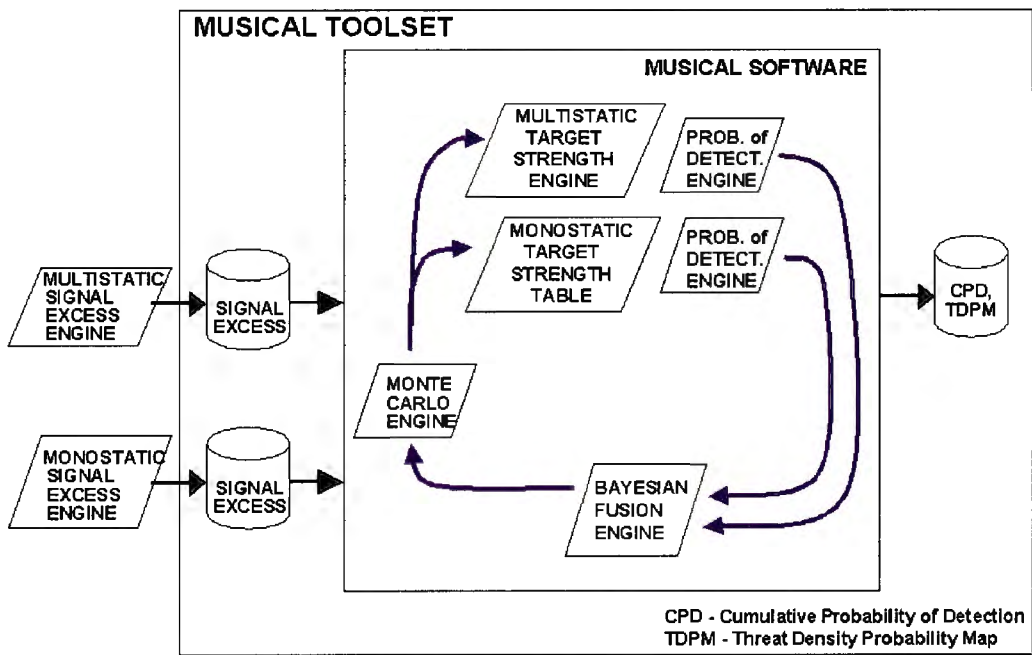 MUSICAL TOOLSET
MUSICAL SOFTWARE
MULTISTATIC
TARGET
STRENGTH
ENGINE
PROB. of
DETECT.
ENGINE
MONOSTATIC
TARGET
STRENGTH
TABLE
PROB. of
DETECT.
ENGINE
MULTISTATIC
SIGNAL
EXCESS
ENGINE
SIGNAL
EXCESS
CPD,
TDPM
MONTE
CARLO
ENGINE
MONOSTATIC
SIGNAL
EXCESS
ENGINE
SIGNAL
EXCESS
BAYESIAN
FUSION
ENGINE
CPD - Cumulative Probability of Detection
TDPM - Threat Density Probability Map